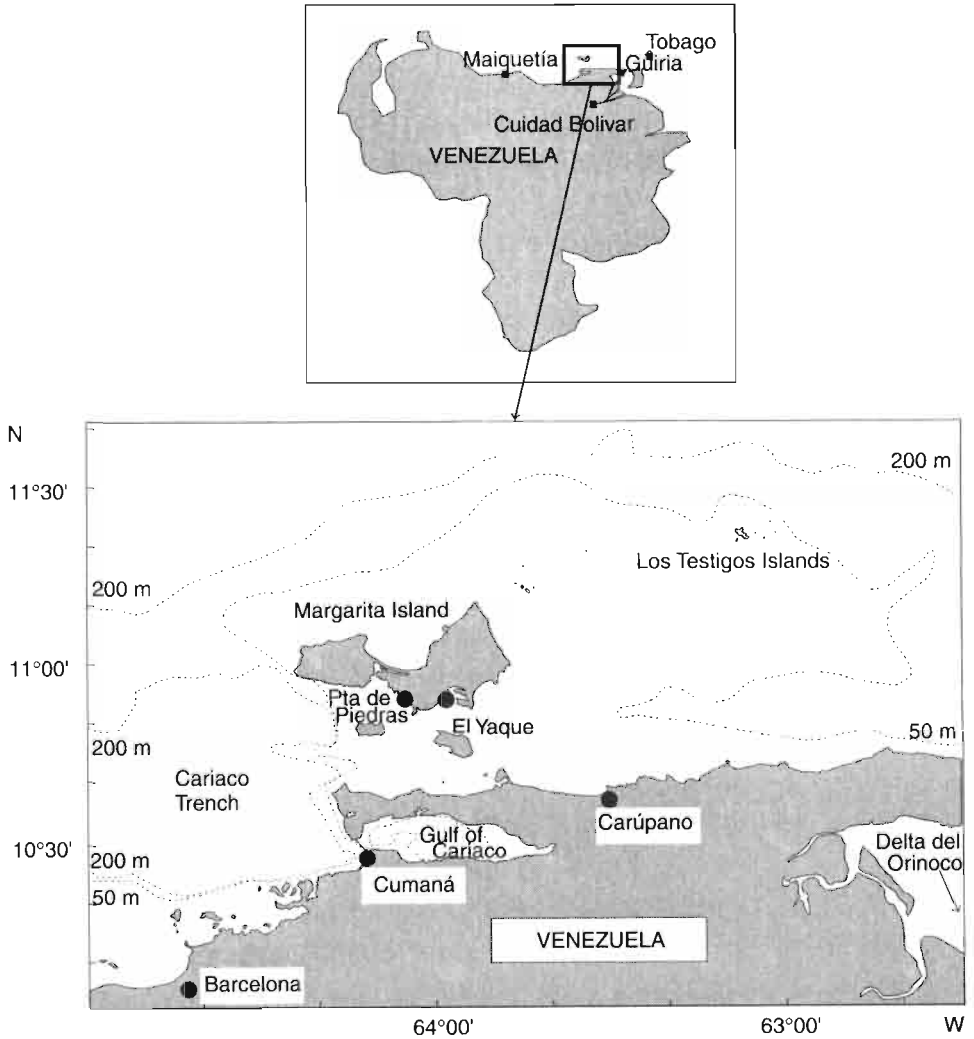 Tobago
Maiquetía
Güiria
Cuidad Bolivar
VENEZUELA
N
200 m
11°30'
Los Testigos Islands
200 m
Margarita Island
11°00'
Pta de
Piedras
El Yaque
50 m
200 m
Cariaco
Trench
Carúpano
Gulf of
Cariaco
Delta del
Orinoco
10°30'
200 m
Cumaná
50 m
VENEZUELA
Barcelona
64°00'
63°00'
W